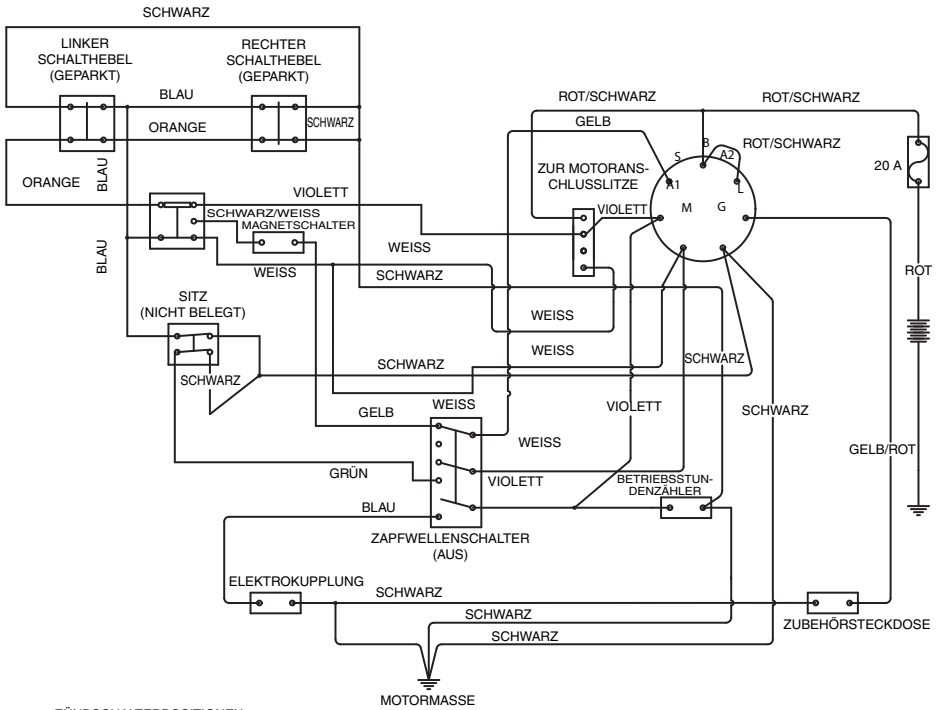 SCHWARZ
LINKER
SCHALTHEBEL
(GEPARKT)
RECHTER
SCHALTHEBEL
(GEPARKT)
BLAU
SCHWARZ
ORANGE
ROT/SCHWARZ
ROT/SCHWARZ
GELB
S
B
A2
ROT/SCHWARZ
20 A
ORANGE
BLAU
VIOLETT
ZUR MOTORANS-
CHLUSSLITZE
A1
L
SCHWARZ/WEISS
MAGNETSCHALTER
VIOLETT
M
G
WEISS
BLAU
WEISS
SCHWARZ
ROT
SITZ
(NICHT BELEGT)
WEISS
WEISS
SCHWARZ
SCHWARZ
SCHWARZ
WEISS
GELB
VIOLETT
SCHWARZ
WEISS
GELB/ROT
GRÜN
VIOLETT
BETRIEBSSTUN-
DENZÄHLER
BLAU
ZAPFWELLENSCHALTER
(AUS)
ELEKTROKUPPLUNG
SCHWARZ
SCHWARZ
ZUBEHÖRSTECKDOSE
SCHWARZ
MOTORMASSE